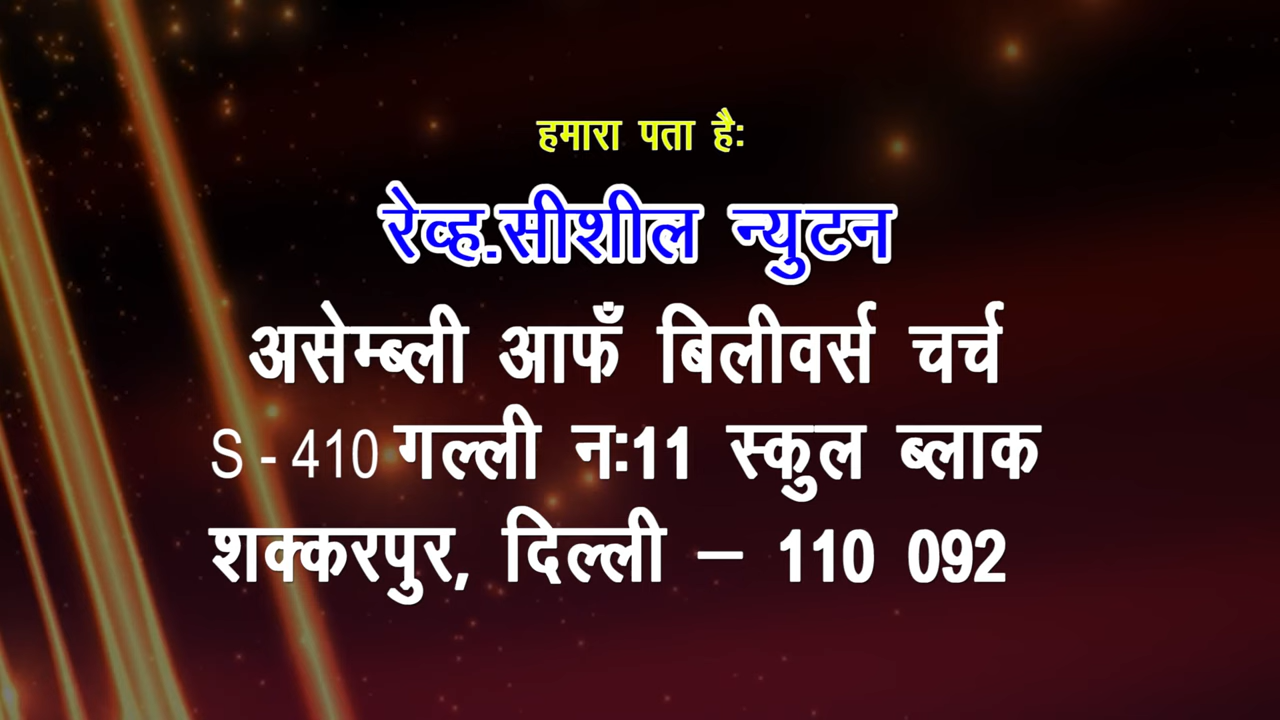 हमारा पता है:
रेव्ह.सीशील न्युटन
असेम्ब्ली आफँ बिलीवर्स चर्च
S - 410 गल्ली नः11 स्कुल ब्लाक
शक्करपुर, दिल्ली – 110 092